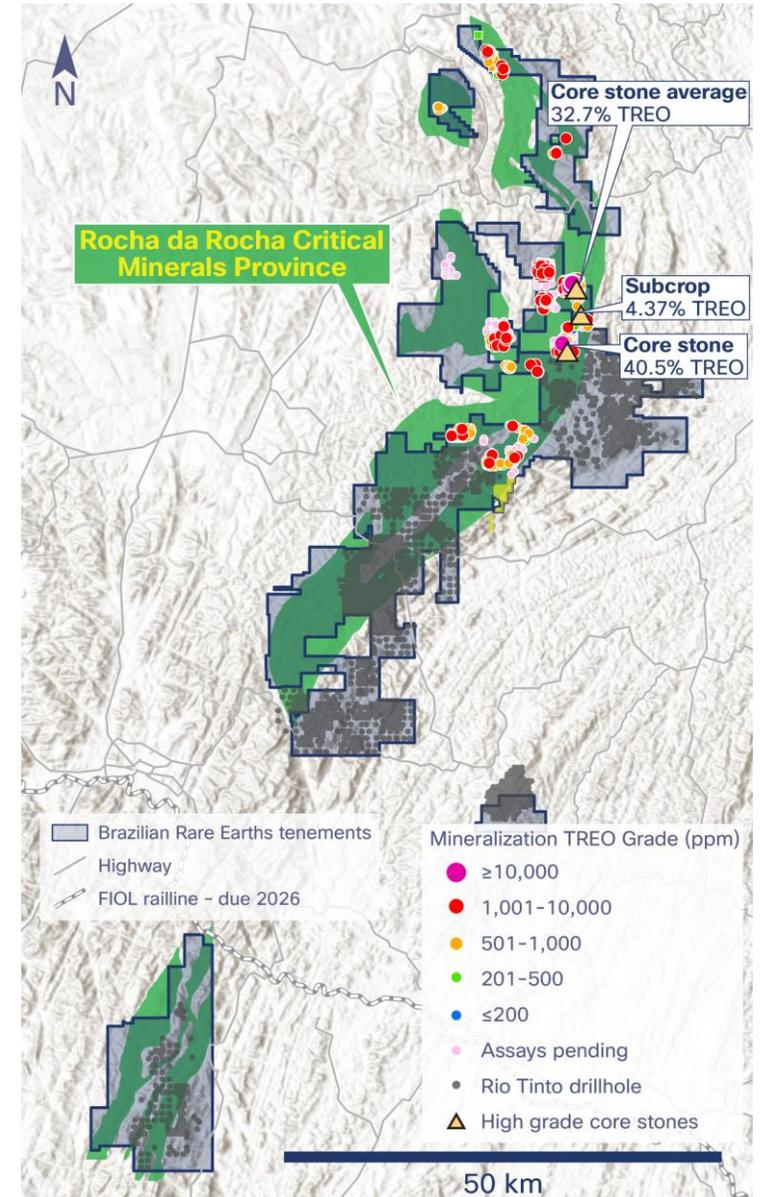 N
Core stone average
32.7% TREO
Rocha da Rocha Critical
Minerals Province
Subcrop
4.37% TREO
Core stone
40.5% TREO
Brazilian Rare Earths tenements
Highway
FIOL railline - due 2026
Mineralization TREO Grade (ppm)
≥10,000
1,001-10,000
501-1,000
201-500
≤200
Assays pending
Rio Tinto drillhole
High grade core stones
50 km